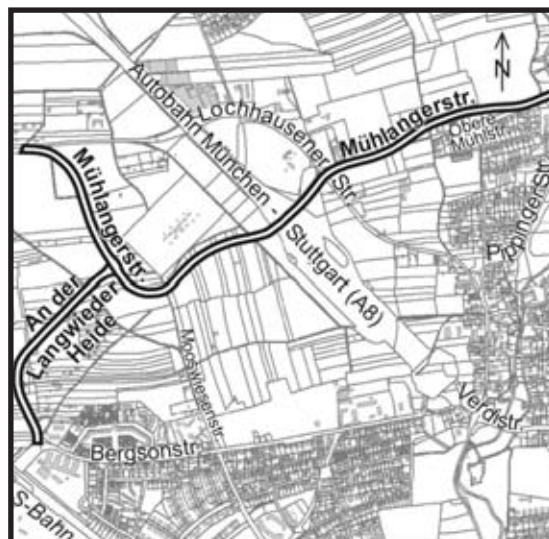 N
Autobahn München - Stuttgart (A8)
Lochhausener Str.
Mühlangerstr.
Obere
Mühlstr.
Mühlangerstr.
Pippinger Str.
An der
Langwieder
Heide
Mooswiesenstr.
Verdistr.
Bergsonstr.
S-Bahn